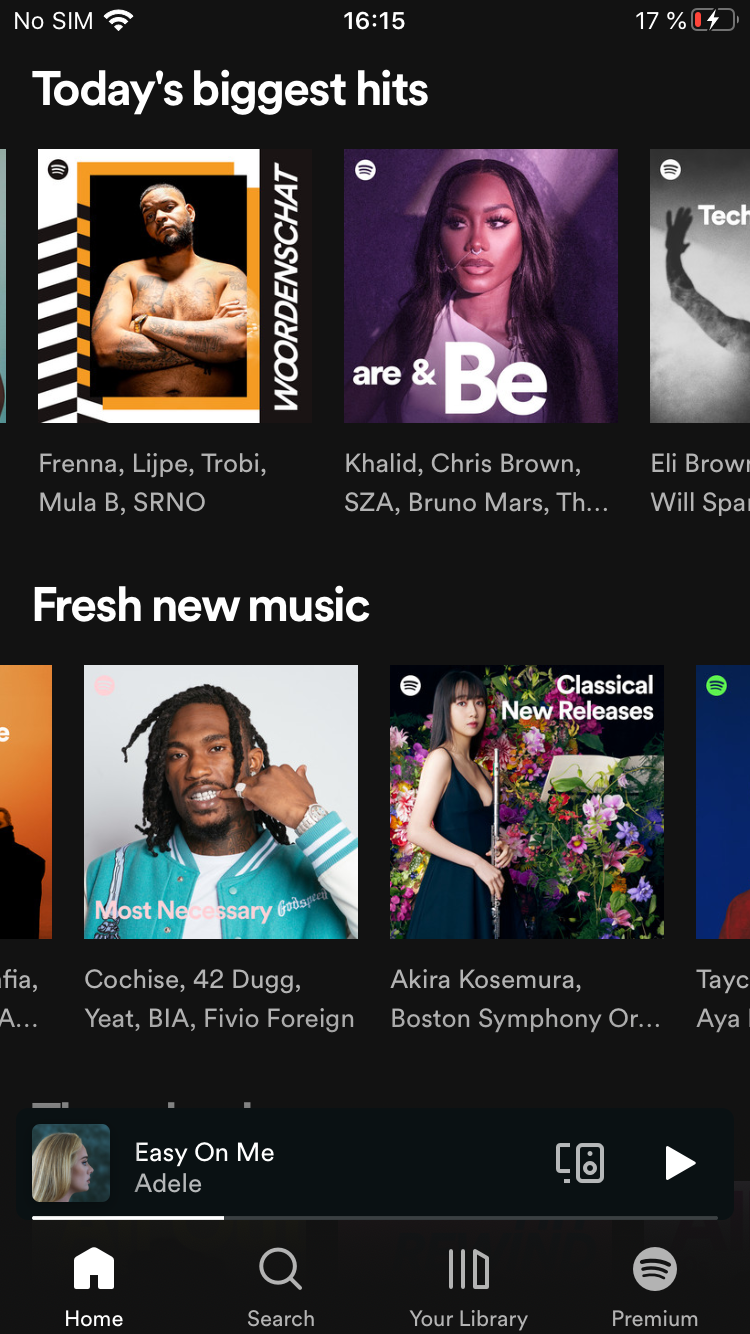 No SIM 16:15 17 %
Today's biggest hits
WOORDENSCHAT
are & Be
Tech
Frenna, Lijpe, Trobi,
Mula B, SRNO
Khalid, Chris Brown,
SZA, Bruno Mars, Th...
Eli Brow
Will Spa
Fresh new music
e
Most Necessary
Godspeed
Classical
New Releases
fia,
A...
Cochise, 42 Dugg,
Yeat, BIA, Fivio Foreign
Akira Kosemura,
Boston Symphony Or...
Tayc
Aya
Easy On Me
Adele
Home Search Your Library Premium